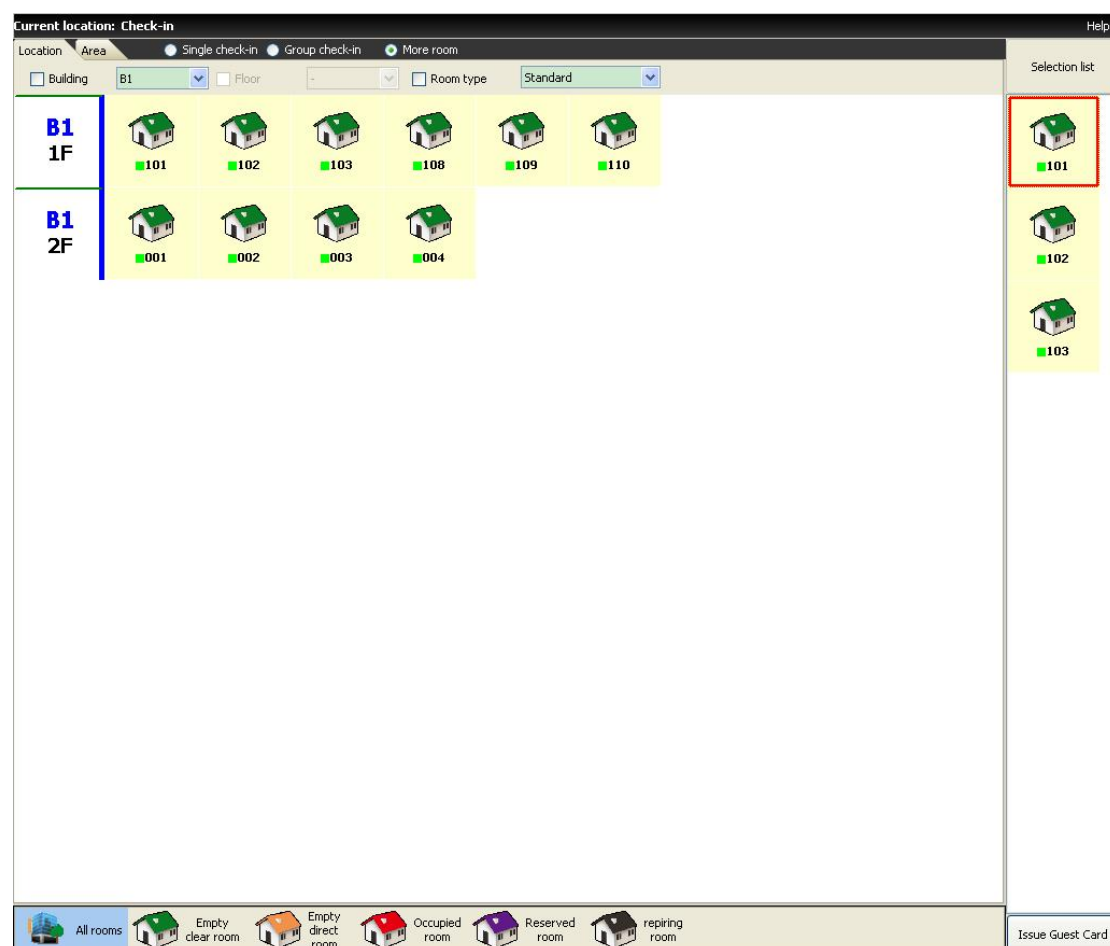 Current location: Check-in Help
Location Area Single check-in Group check-in More room
Selection list
Building B1 Floor - Room type Standard
B1
1F
101 102 103 108 109 110
B1
2F
001 002 003 004
101
102
103
All rooms
Empty
clear room
Empty
direct
room
Occupied
room
Reserved
room
repiring
room
Issue Guest Card